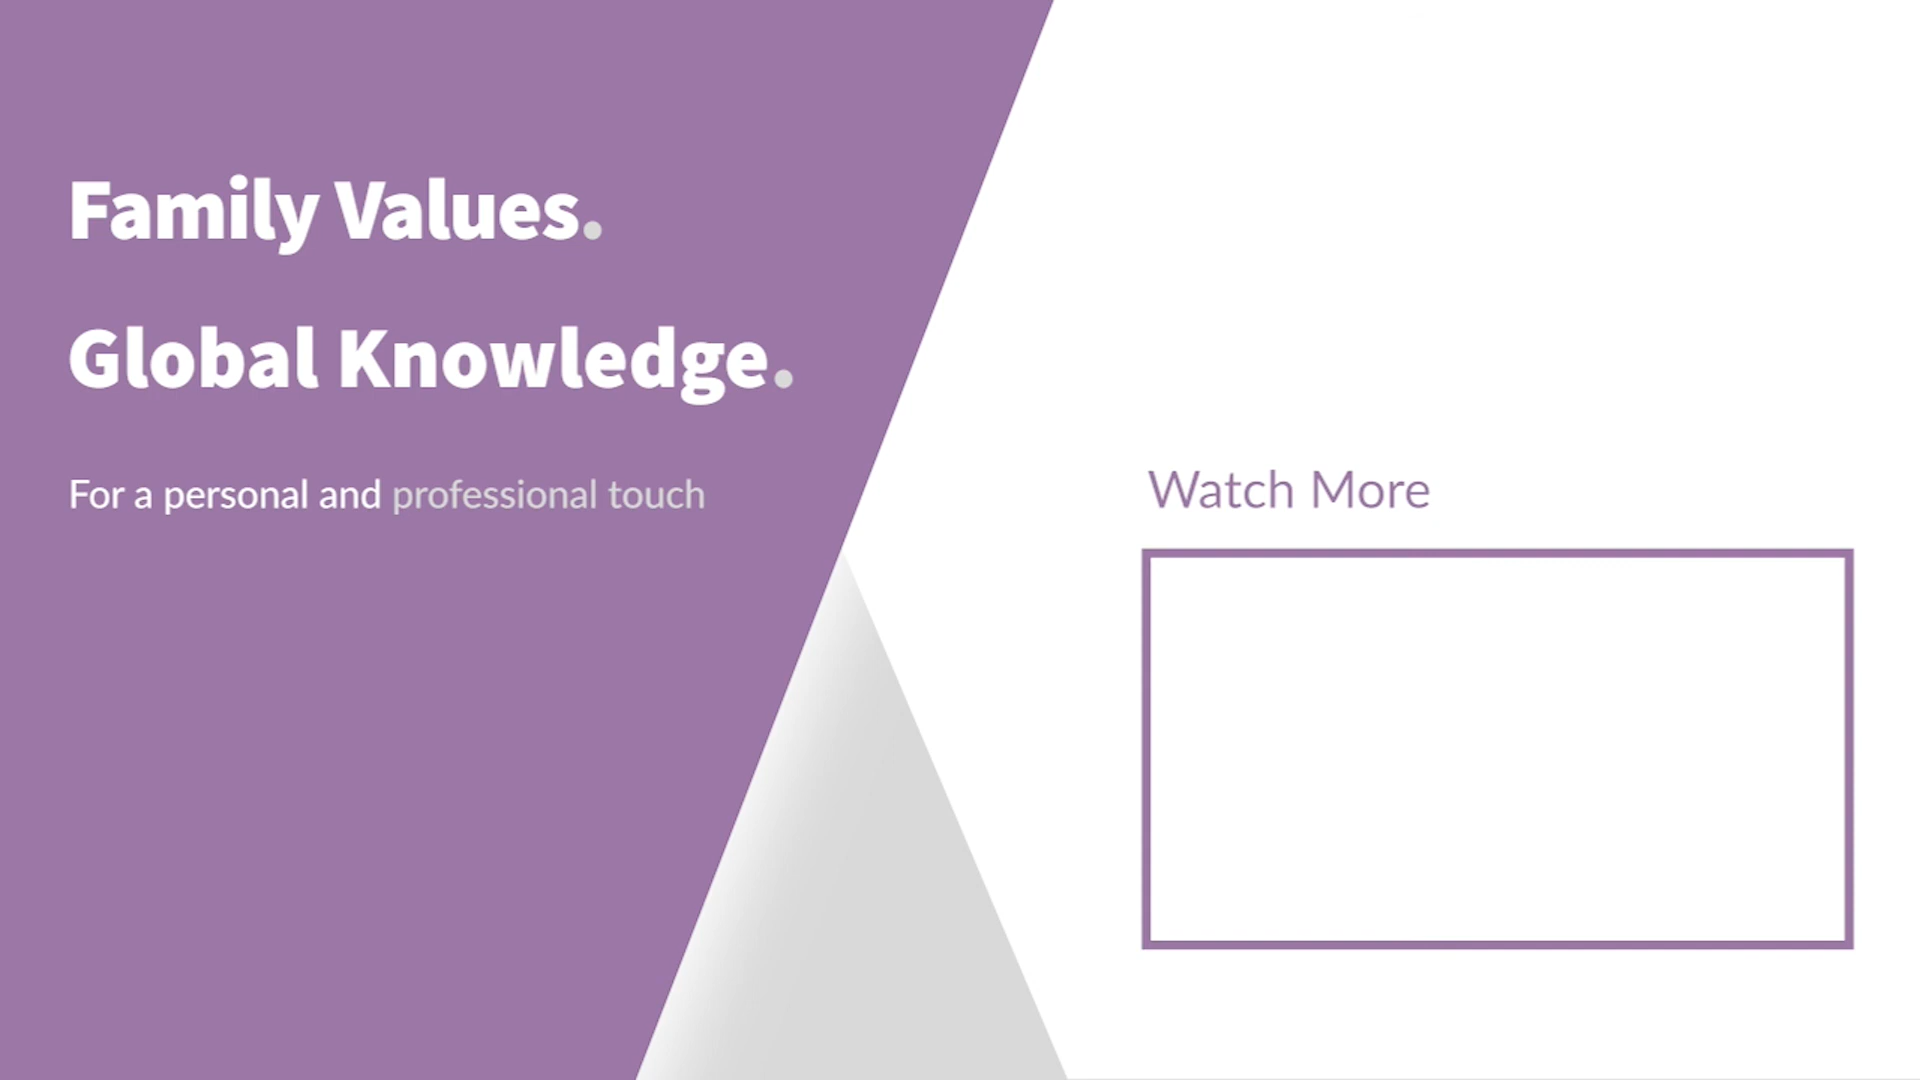 Family Values.
Global Knowledge.
For a personal and professional touch
Watch More